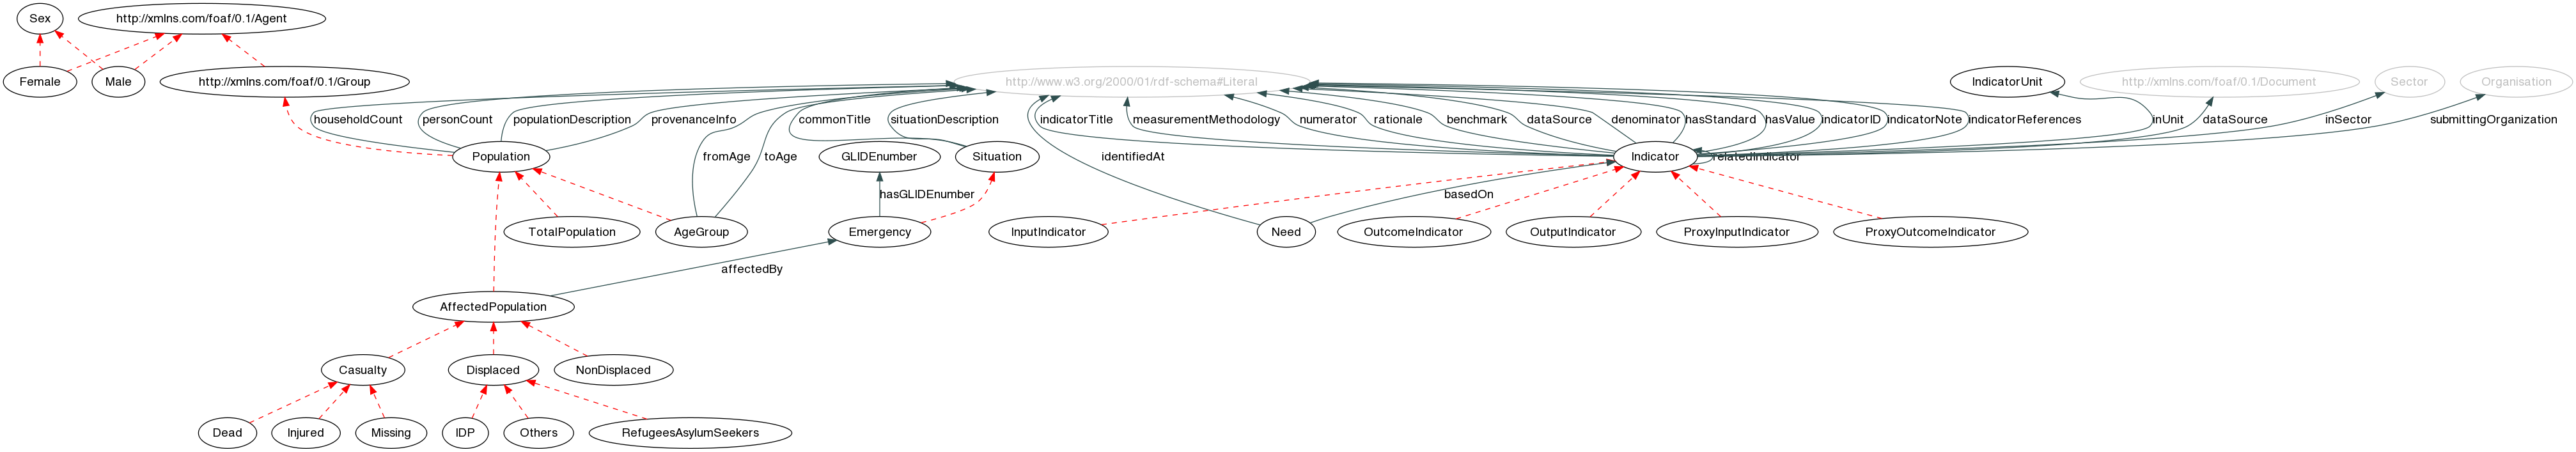 Sex
http://xmlns.com/foaf/0.1/Agent
Female
Male
http://xmlns.com/foaf/0.1/Group
http://www.w3.org/2000/01/rdf-schema#Literal
IndicatorUnit
http://xmlns.com/foaf/0.1/Document
Sector
Organisation
householdCount
personCount
populationDescription
provenanceInfo
commonTitle
situationDescription
indicatorTitle
measurementMethodology
numerator
rationale
benchmark
dataSource
denominator
hasStandard
hasValue
indicatorID
indicatorNote
indicatorReferences
inUnit
dataSource
inSector
submittingOrganization
Population
fromAge
toAge
GLIDEnumber
Situation
identifiedAt
Indicator
relatedIndicator
hasGLIDEnumber
basedOn
TotalPopulation
AgeGroup
Emergency
InputIndicator
Need
OutcomeIndicator
OutputIndicator
ProxyInputIndicator
ProxyOutcomeIndicator
affectedBy
AffectedPopulation
Casualty
Displaced
NonDisplaced
Dead
Injured
Missing
IDP
Others
RefugeesAsylumSeekers